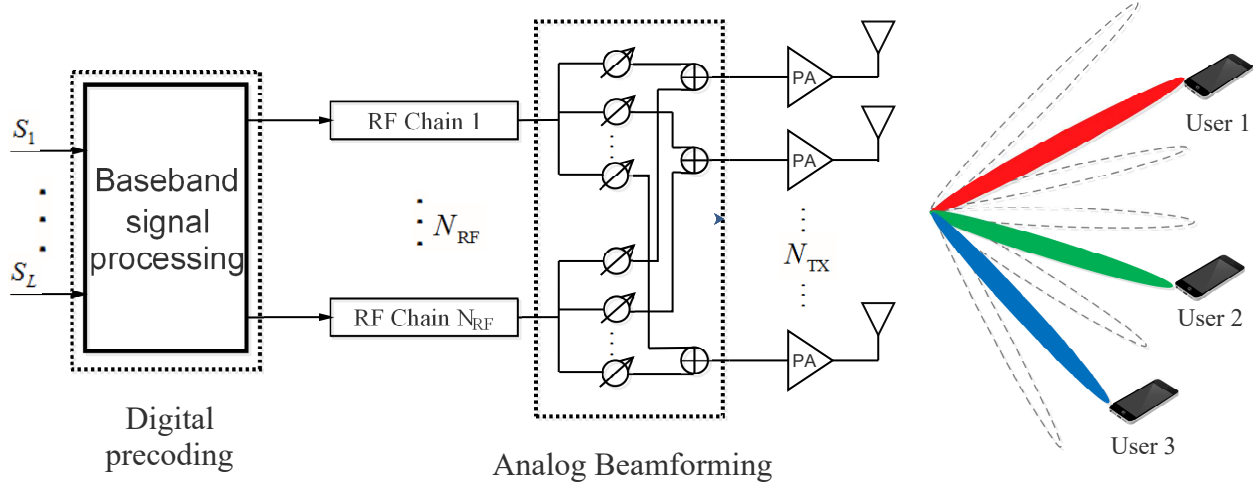 S1
SL
Baseband
signal
processing
Digital
precoding
RF Chain 1
NRF
RF Chain NRF
Analog Beamforming
PA
PA
NTX
PA
User 1
User 2
User 3